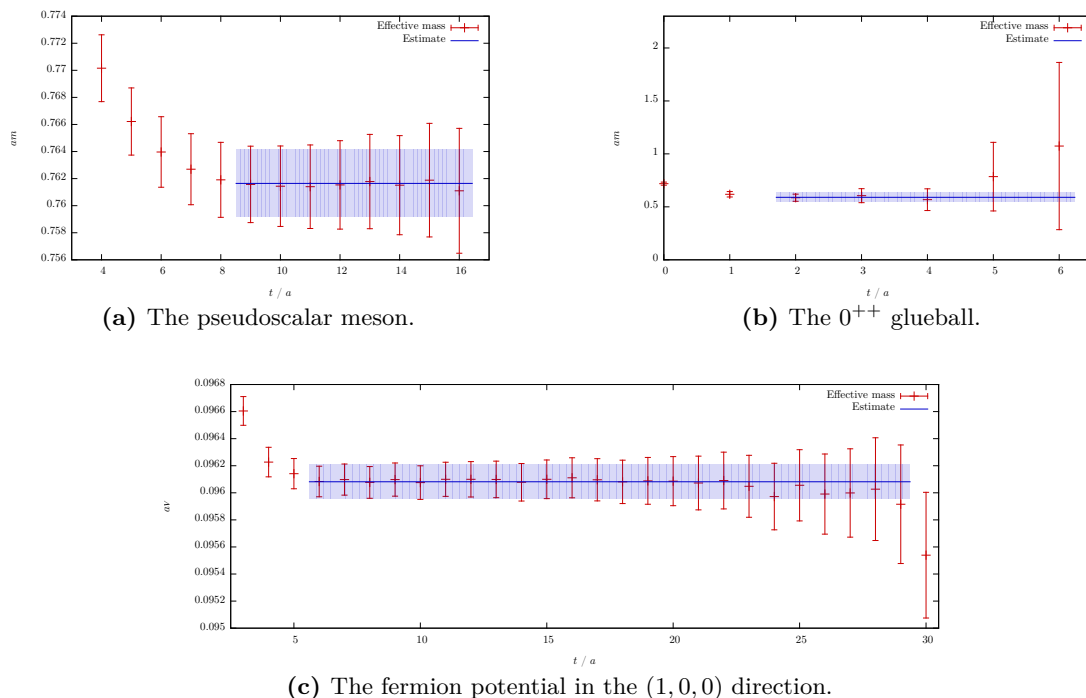 0.774
0.772
0.77
0.768
0.766
0.764
0.762
0.76
0.758
0.756
am
Effective mass
Estimate
4 6 8 10 12 14 16
t / a
(a) The pseudoscalar meson.
2
1.5
1
0.5
0
am
Effective mass
Estimate
0 1 2 3 4 5 6
t / a
(b) The 0⁺⁺ glueball.
0.0968
0.0966
0.0964
0.0962
0.096
0.0958
0.0956
0.0954
0.0952
0.095
av
Effective mass
Estimate
5 10 15 20 25 30
t / a
(c) The fermion potential in the (1, 0, 0) direction.